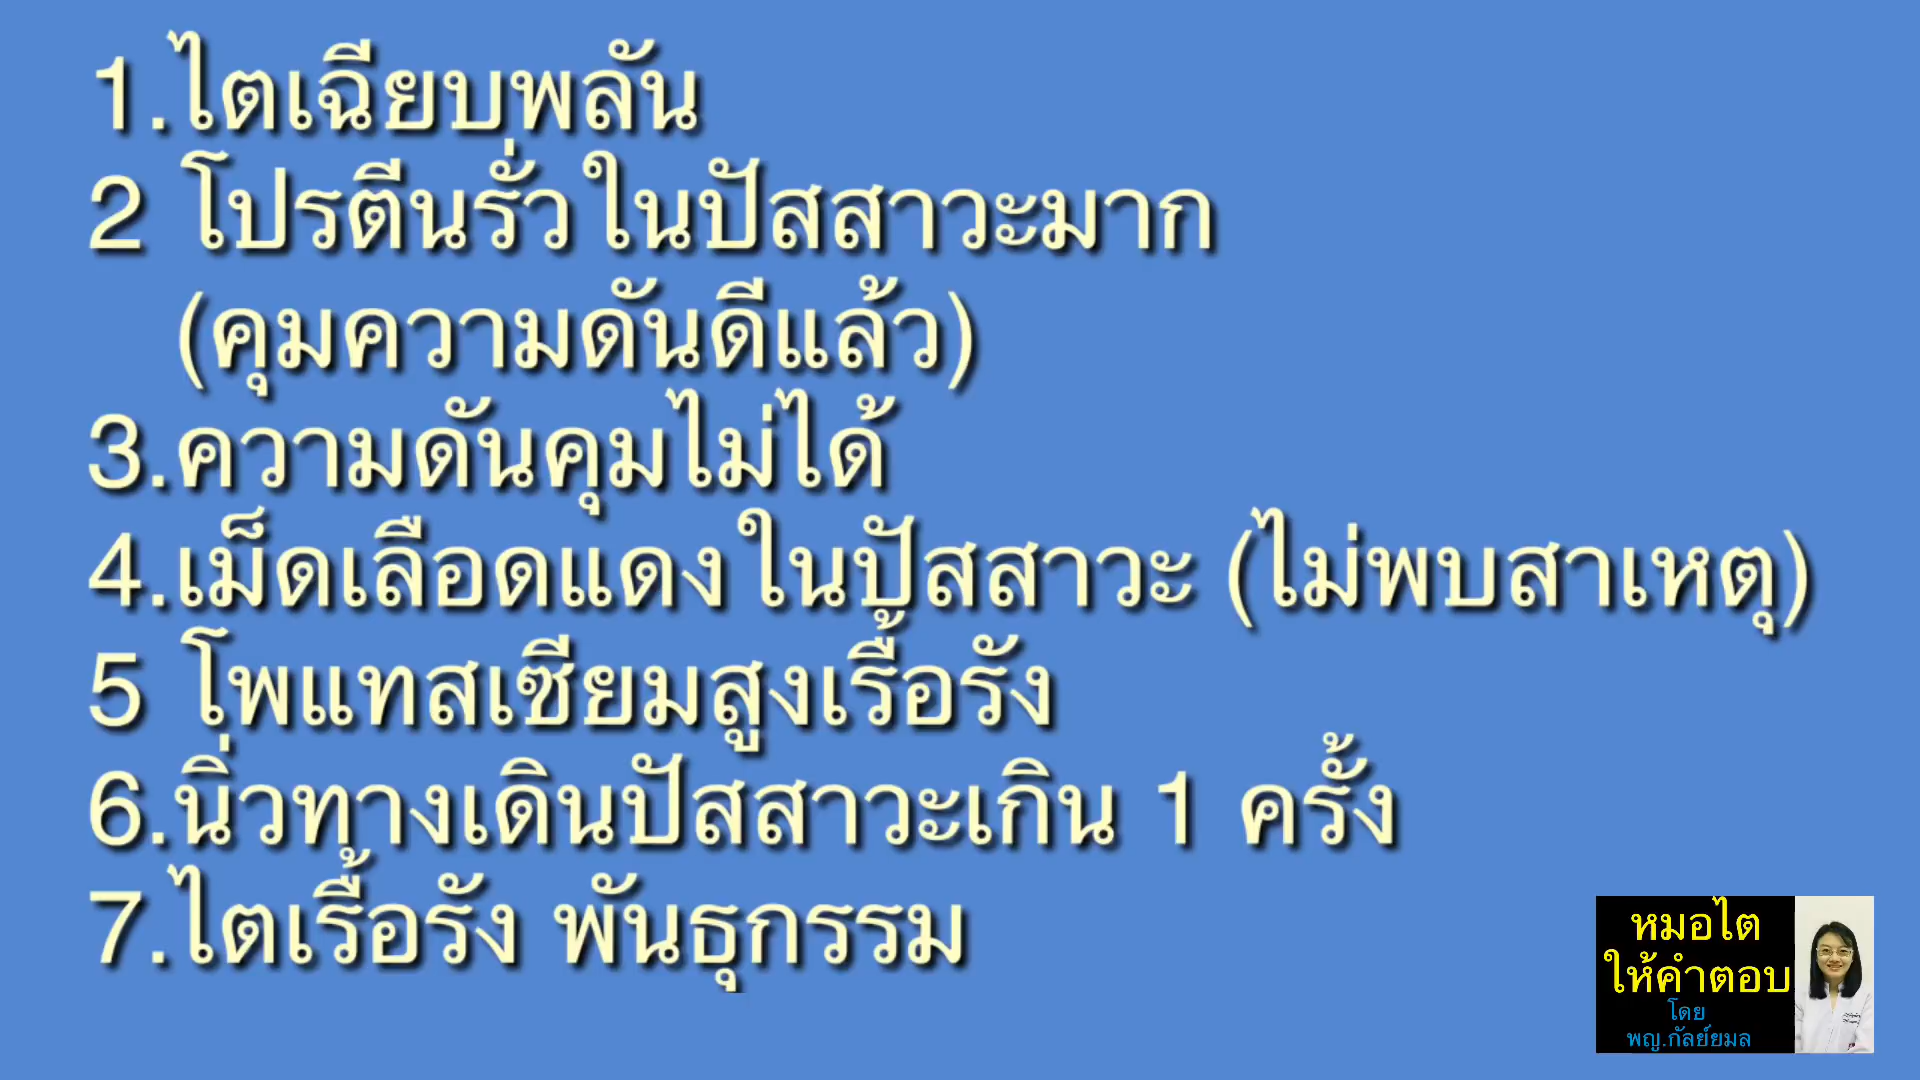 1.ไตเฉียบพลัน
2 โปรตีนรั่วในปัสสาวะมาก
(คุมความดันดีแล้ว)
3.ความดันคุมไม่ได้
4.เม็ดเลือดแดงในปัสสาวะ (ไม่พบสาเหตุ)
5 โพแทสเซียมสูงเรื้อรัง
6.นิ่วทางเดินปัสสาวะเกิน 1 ครั้ง
7.ไตเรื้อรัง พันธุกรรม
หมอไต
ให้คำตอบ
โดย
พญ.กัลย์ยมล